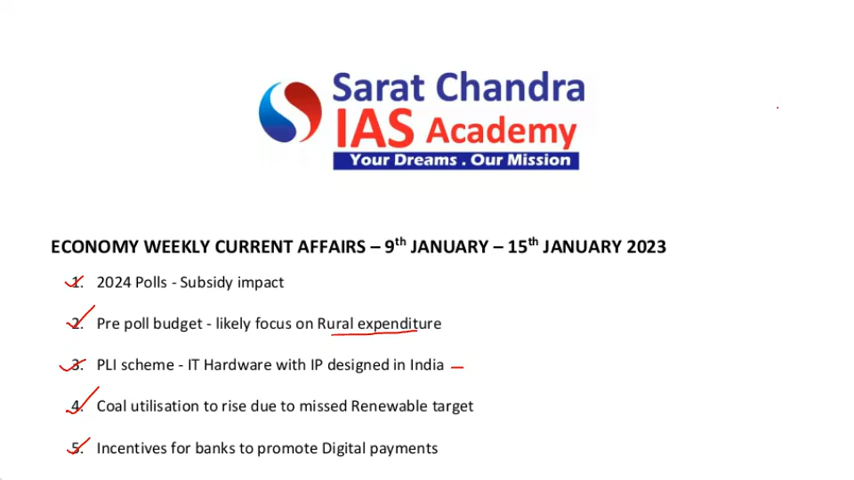 Sarat Chandra
IAS Academy
Your Dreams . Our Mission
ECONOMY WEEKLY CURRENT AFFAIRS – 9th JANUARY – 15th JANUARY 2023
1. 2024 Polls - Subsidy impact
2. Pre poll budget - likely focus on Rural expenditure
3. PLI scheme - IT Hardware with IP designed in India
4. Coal utilisation to rise due to missed Renewable target
5. Incentives for banks to promote Digital payments